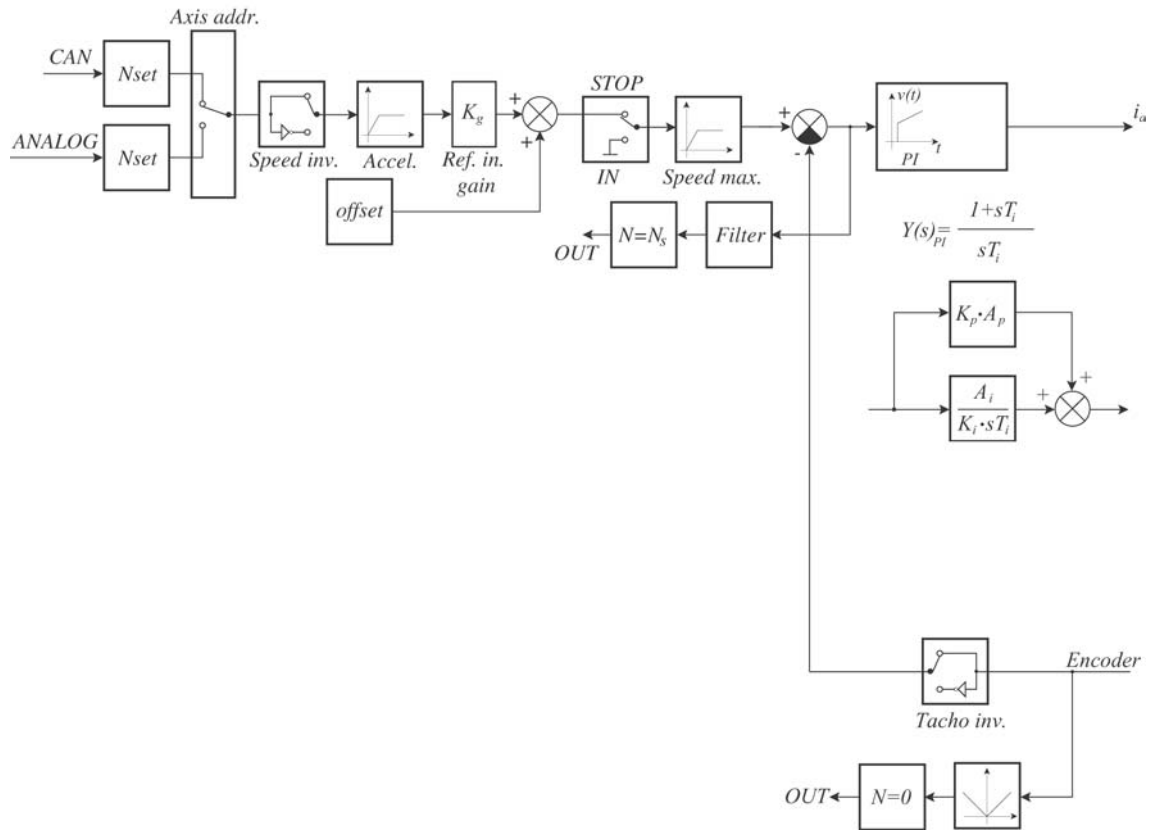 Axis addr.
CAN
Nset
ANALOG
Nset
Speed inv.
Accel.
K_g
Ref. in.
gain
offset
+
+
STOP
IN
Speed max.
+
-
v(t)
t
PI
i_a
OUT
N=N_s
Filter
Y(s)_PI = (1+sT_i)/(sT_i)
K_p·A_p
A_i/(K_i·sT_i)
+
+
Encoder
Tacho inv.
OUT
N=0